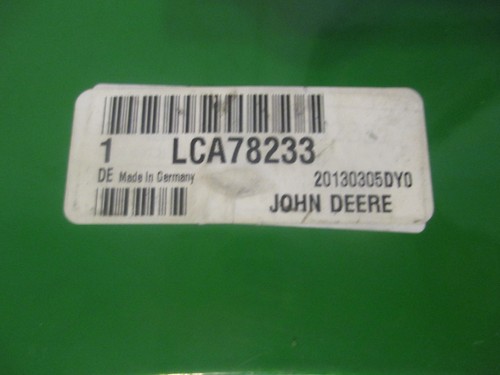 1 LCA78233
DE Made In Germany 20130305DY0
JOHN DEERE